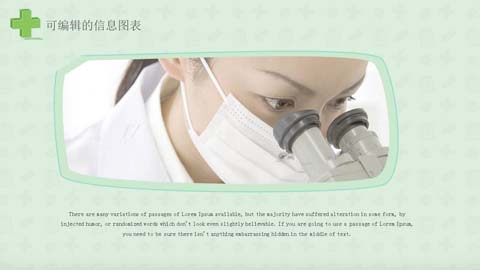 可编辑的信息图表
There are many variations of passages of Lorem Ipsum available, but the majority have suffered alteration in some form, by
injected humor, or randomized words which don't look even slightly believable. If you are going to use a passage of Lorem Ipsum,
you need to be sure there isn't anything embarrassing hidden in the middle of text.